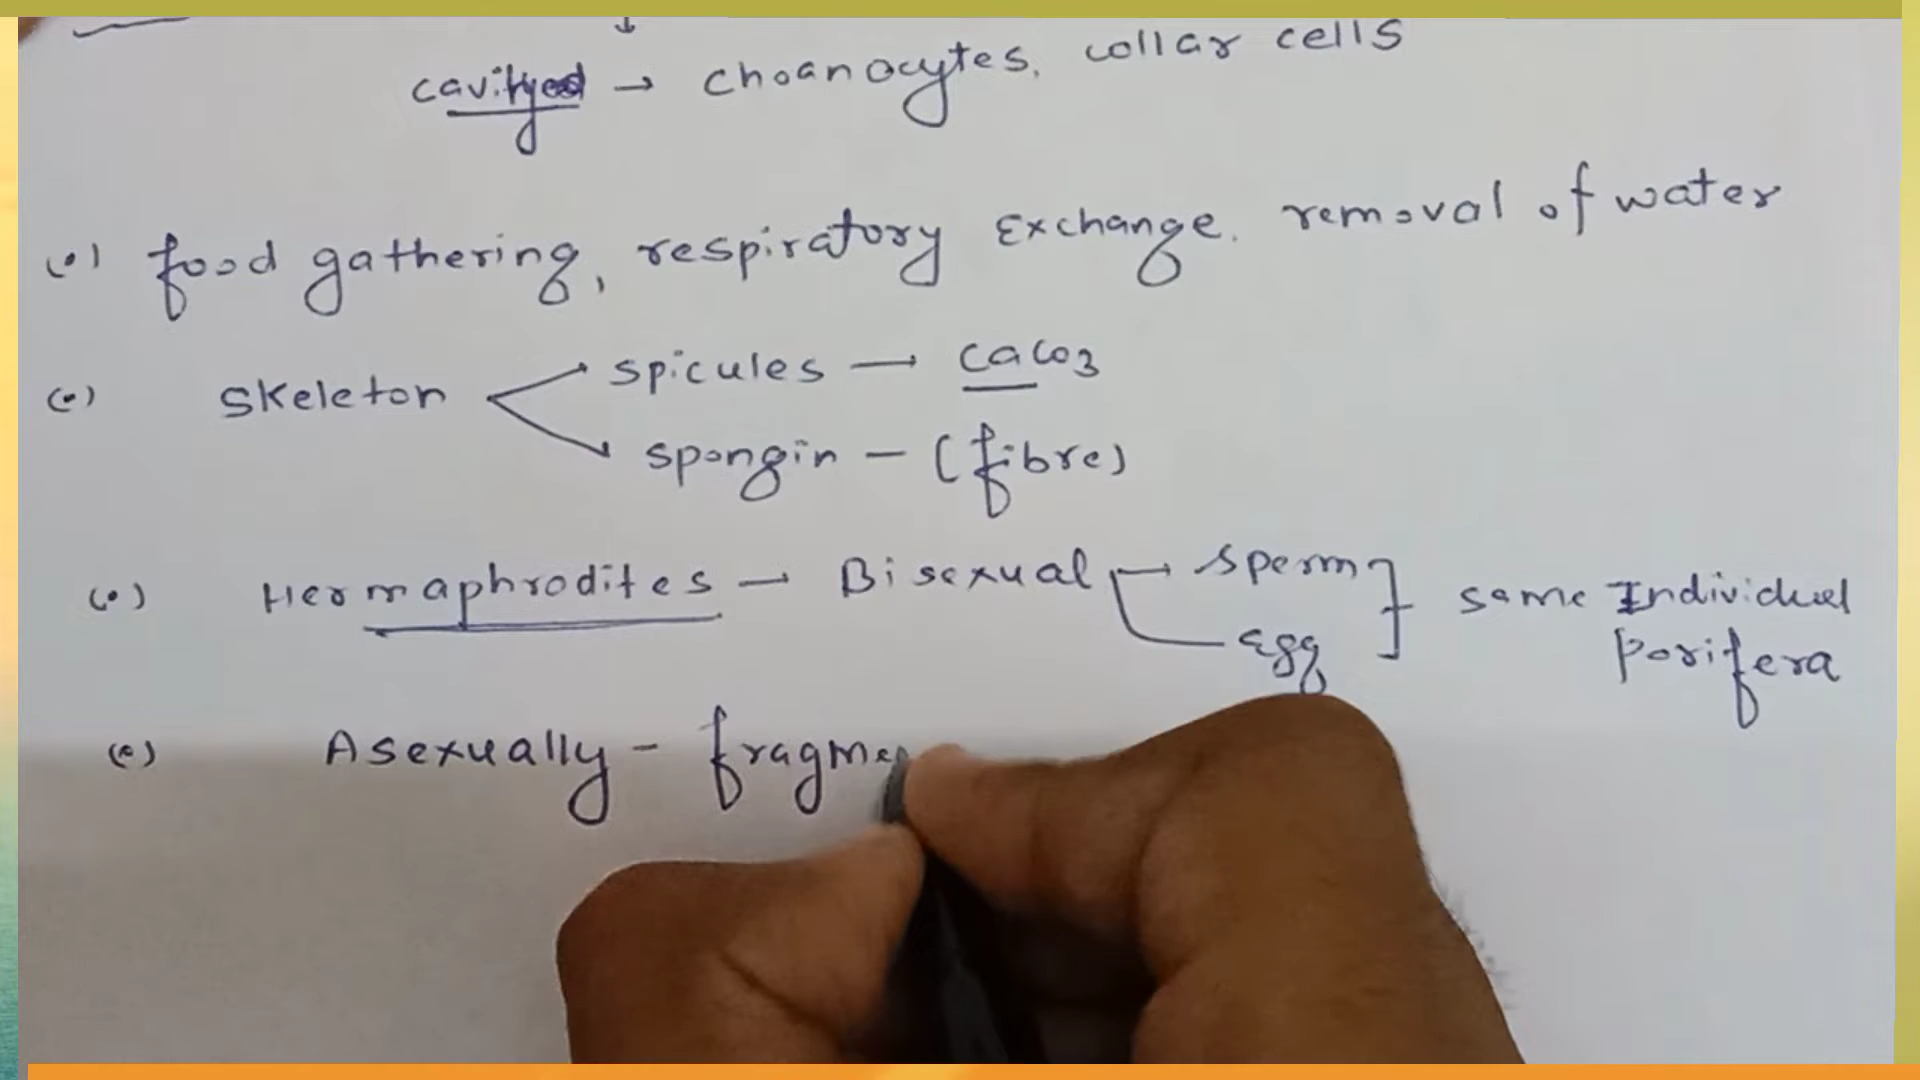 cavity → choanocytes, collar cells
(•) food gathering, respiratory Exchange. removal of water
(•) skeleton spicules — CaCO3
spongin - (fibre)
(•) Hermaphrodites → Bisexual → sperm same Individual
Egg Porifera
(•) Asexually - fragme